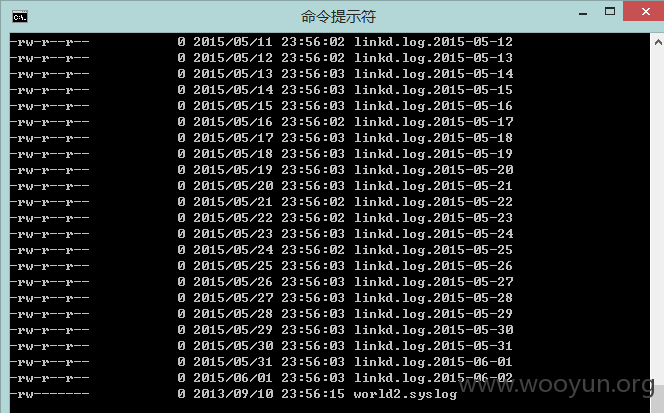 命令提示符
-rw-r--r-- 0 2015/05/11 23:56:02 linkd.log.2015-05-12
-rw-r--r-- 0 2015/05/12 23:56:02 linkd.log.2015-05-13
-rw-r--r-- 0 2015/05/13 23:56:03 linkd.log.2015-05-14
-rw-r--r-- 0 2015/05/14 23:56:03 linkd.log.2015-05-15
-rw-r--r-- 0 2015/05/15 23:56:03 linkd.log.2015-05-16
-rw-r--r-- 0 2015/05/16 23:56:02 linkd.log.2015-05-17
-rw-r--r-- 0 2015/05/17 23:56:03 linkd.log.2015-05-18
-rw-r--r-- 0 2015/05/18 23:56:03 linkd.log.2015-05-19
-rw-r--r-- 0 2015/05/19 23:56:03 linkd.log.2015-05-20
-rw-r--r-- 0 2015/05/20 23:56:03 linkd.log.2015-05-21
-rw-r--r-- 0 2015/05/21 23:56:02 linkd.log.2015-05-22
-rw-r--r-- 0 2015/05/22 23:56:02 linkd.log.2015-05-23
-rw-r--r-- 0 2015/05/23 23:56:03 linkd.log.2015-05-24
-rw-r--r-- 0 2015/05/24 23:56:02 linkd.log.2015-05-25
-rw-r--r-- 0 2015/05/25 23:56:03 linkd.log.2015-05-26
-rw-r--r-- 0 2015/05/26 23:56:03 linkd.log.2015-05-27
-rw-r--r-- 0 2015/05/27 23:56:03 linkd.log.2015-05-28
-rw-r--r-- 0 2015/05/28 23:56:03 linkd.log.2015-05-29
-rw-r--r-- 0 2015/05/29 23:56:03 linkd.log.2015-05-30
-rw-r--r-- 0 2015/05/30 23:56:03 linkd.log.2015-05-31
-rw-r--r-- 0 2015/05/31 23:56:03 linkd.log.2015-06-01
-rw-r--r-- 0 2015/06/01 23:56:03 linkd.log.2015-06-02
-rw------- 0 2013/09/10 23:56:15 world2.syslog
www.wooyun.org